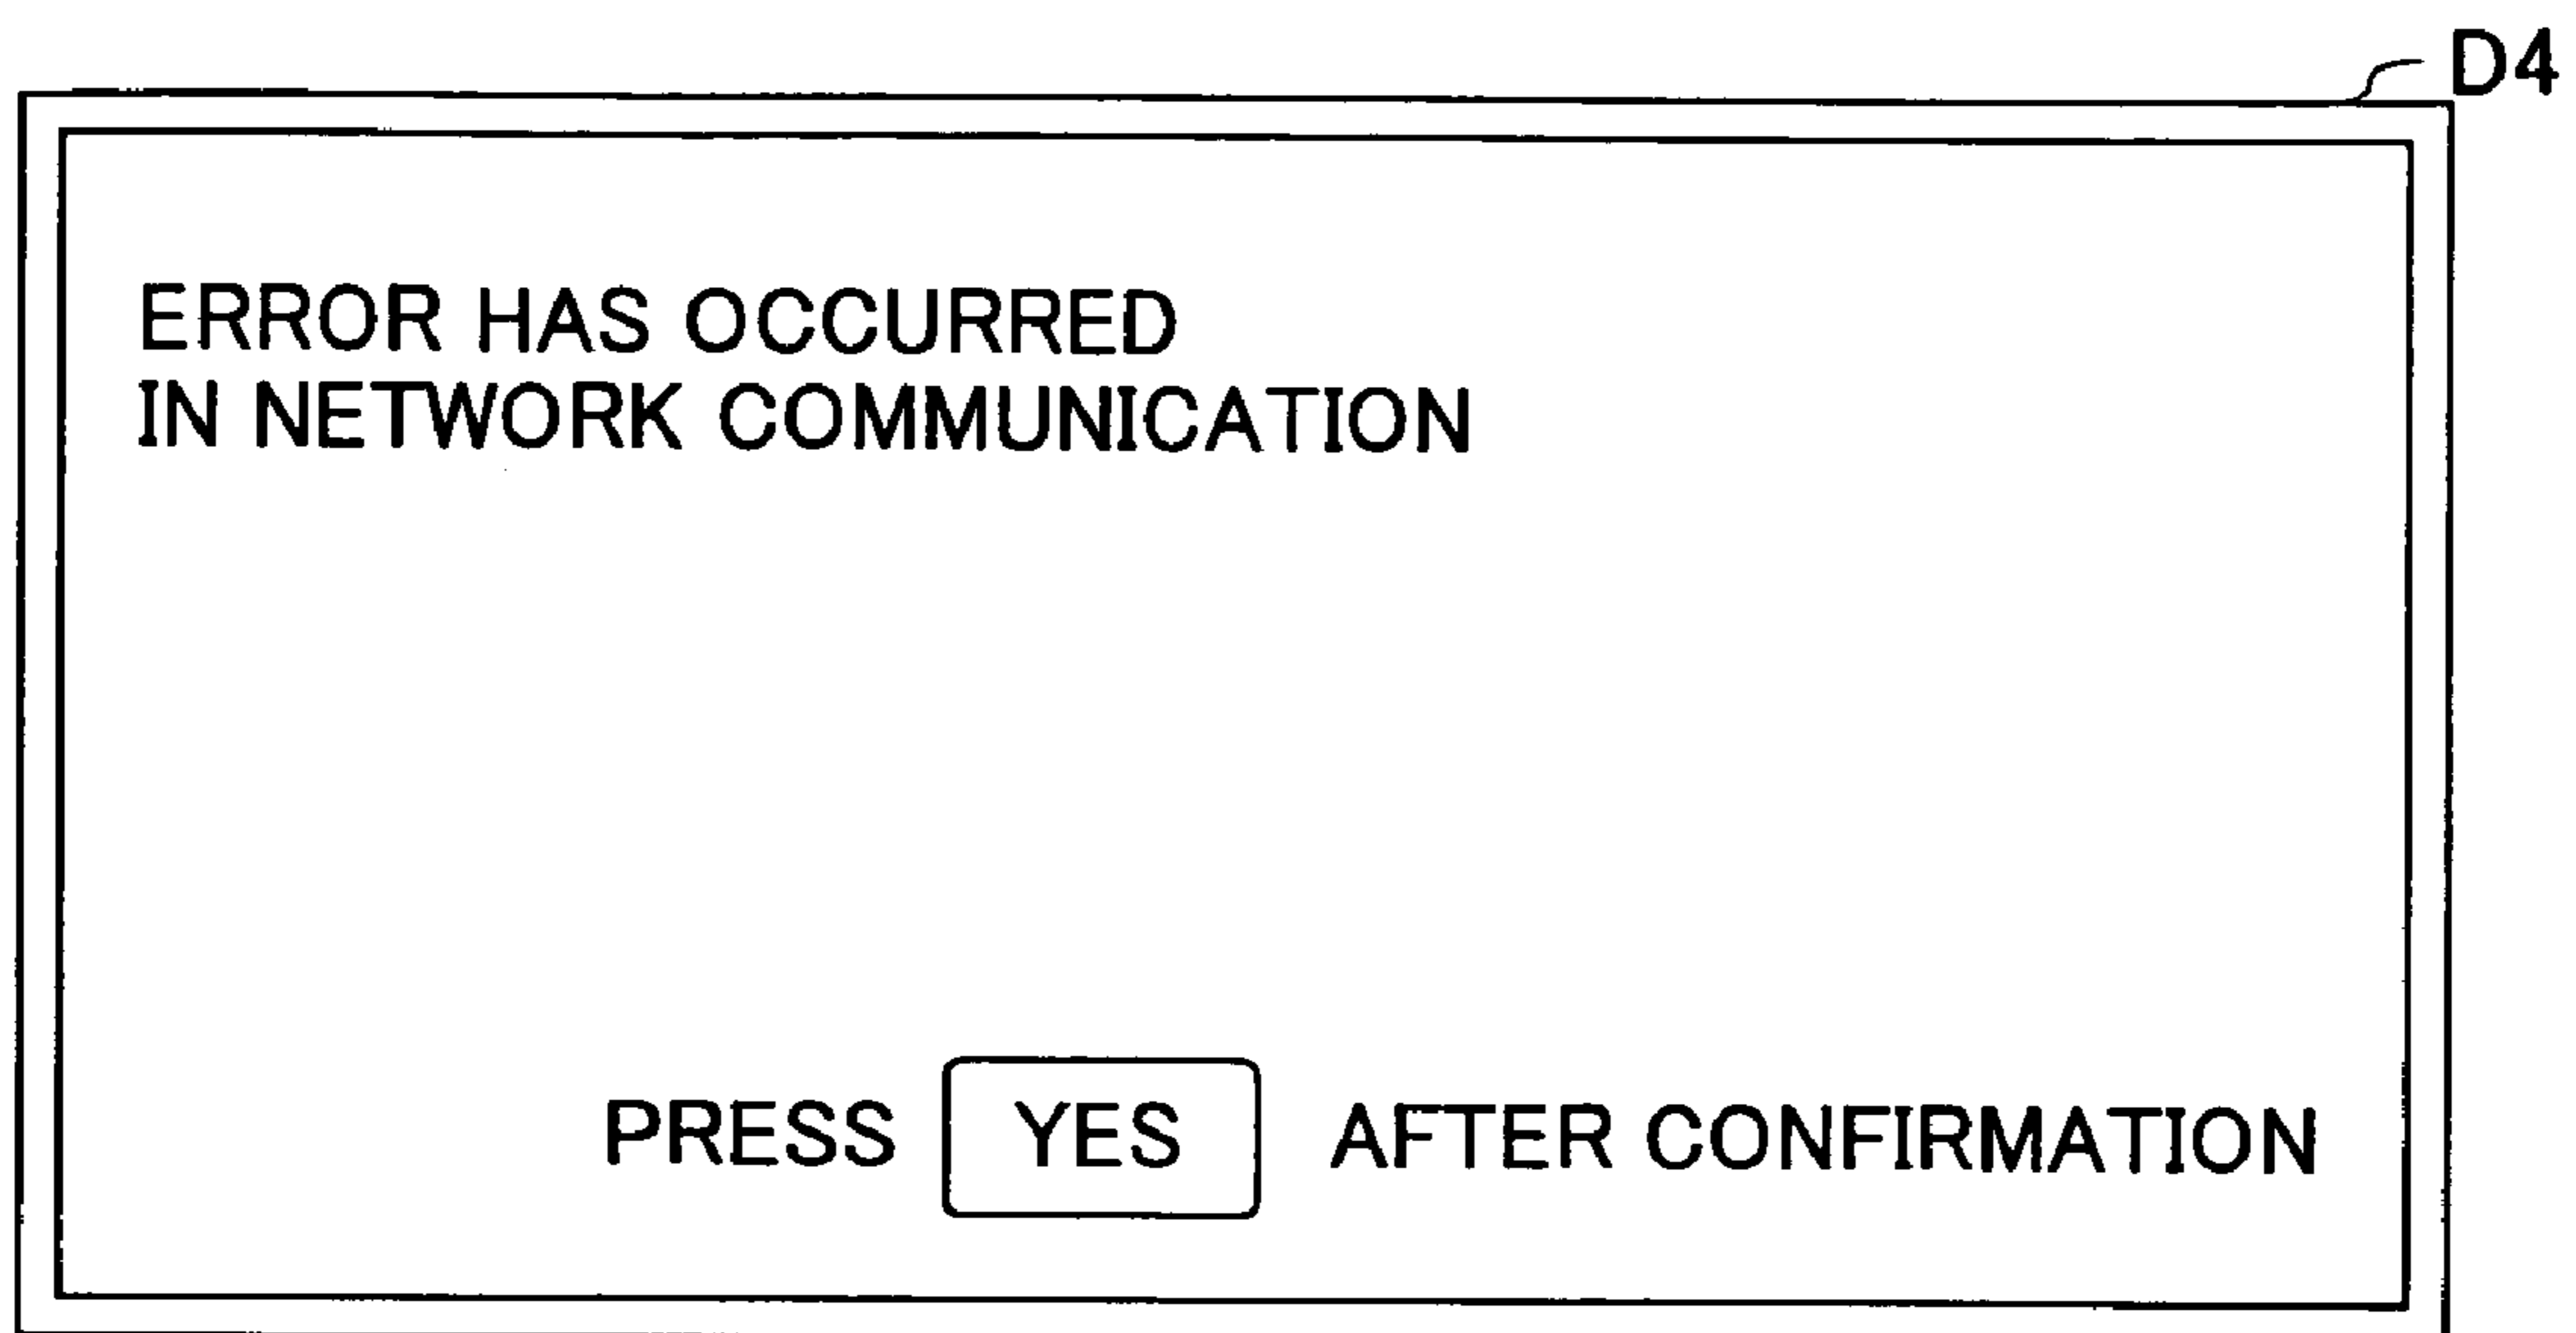 D4
ERROR HAS OCCURRED
IN NETWORK COMMUNICATION
PRESS YES AFTER CONFIRMATION